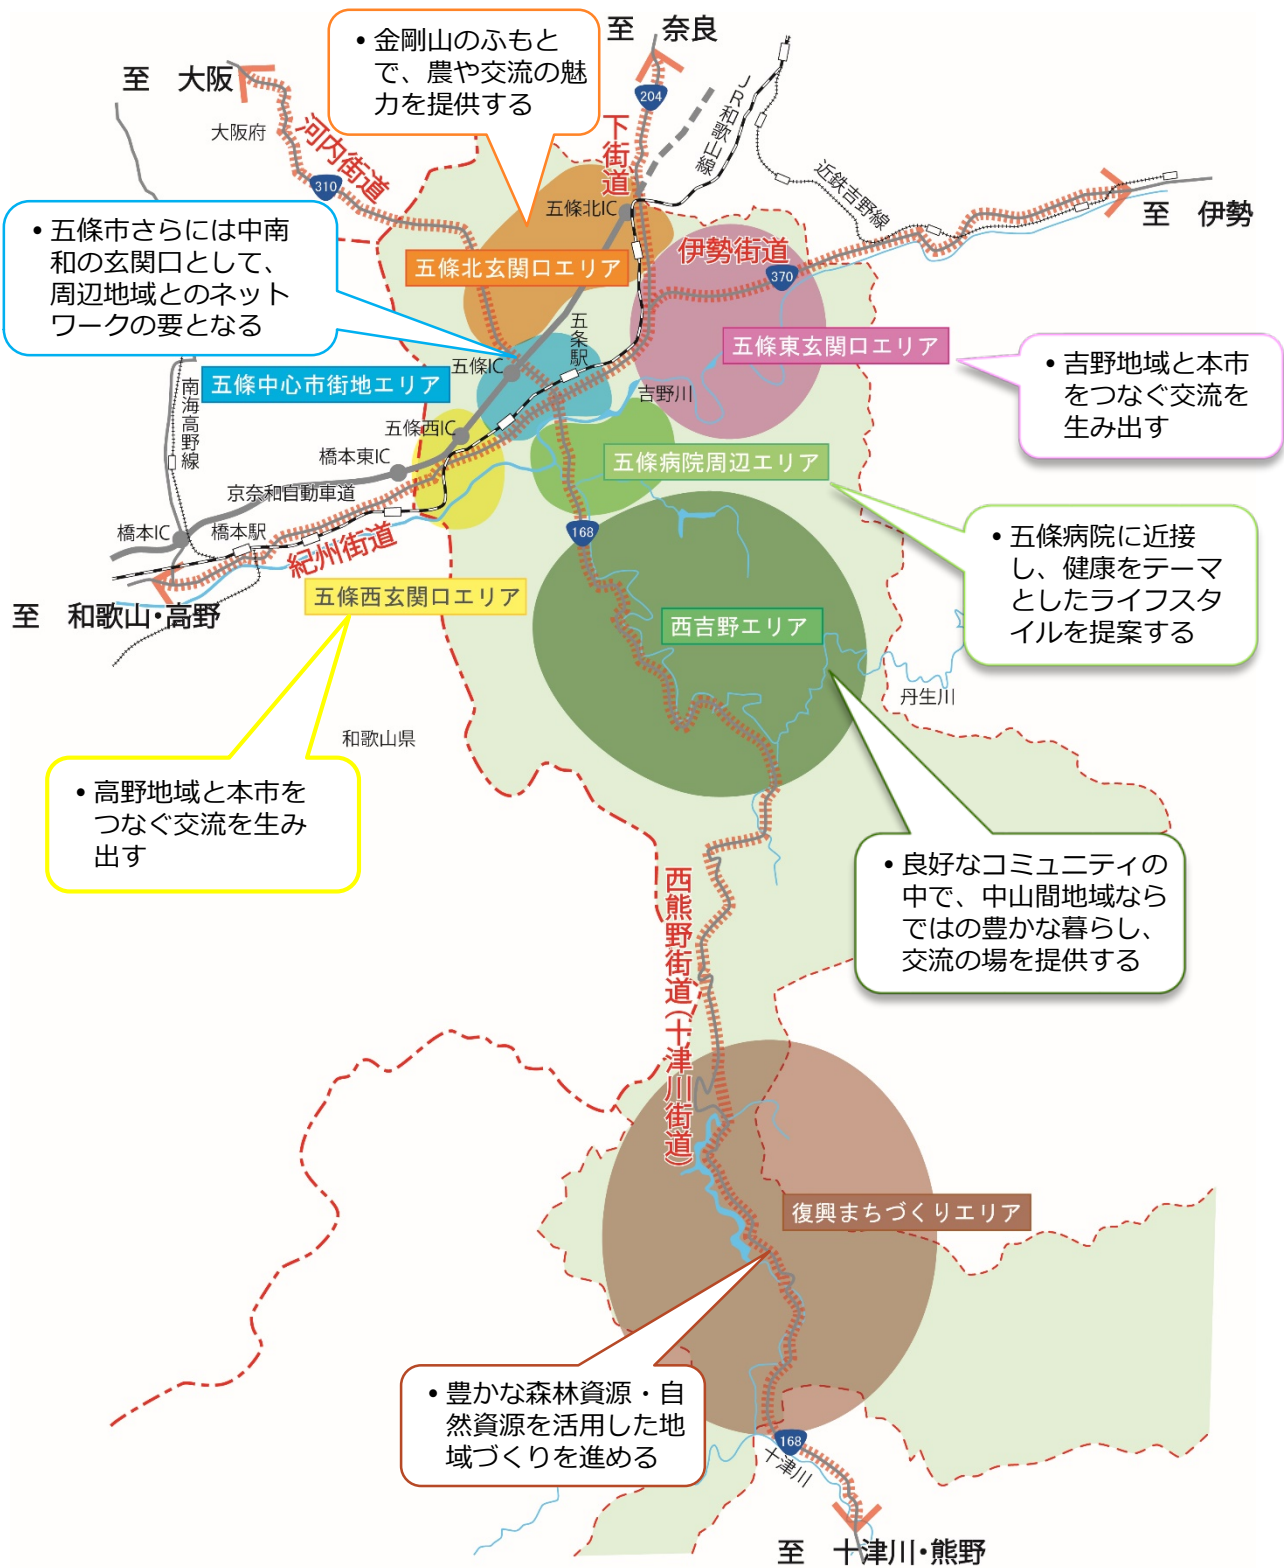 • 金剛山のふもと
で、農や交流の魅
力を提供する
至 奈良
至 大阪
大阪府
河内街道
310
下街道
204
JR和歌山線
近鉄吉野線
至 伊勢
五條北IC
伊勢街道
370
五條北玄関口エリア
• 五條市さらには中南
和の玄関口として、
周辺地域とのネット
ワークの要となる
五条駅
五條東玄関口エリア
• 吉野地域と本市
をつなぐ交流を
生み出す
五條IC
五條中心市街地エリア
吉野川
南海高野線
五條西IC
橋本東IC
五條病院周辺エリア
京奈和自動車道
橋本IC
橋本駅
紀州街道
168
• 五條病院に近接
し、健康をテーマ
としたライフスタ
イルを提案する
至 和歌山・高野
五條西玄関口エリア
西吉野エリア
丹生川
和歌山県
• 高野地域と本市を
つなぐ交流を生み
出す
• 良好なコミュニティの
中で、中山間地域なら
ではの豊かな暮らし、
交流の場を提供する
西熊野街道(十津川街道)
復興まちづくりエリア
• 豊かな森林資源・自
然資源を活用した地
域づくりを進める
168
十津川
至 十津川・熊野